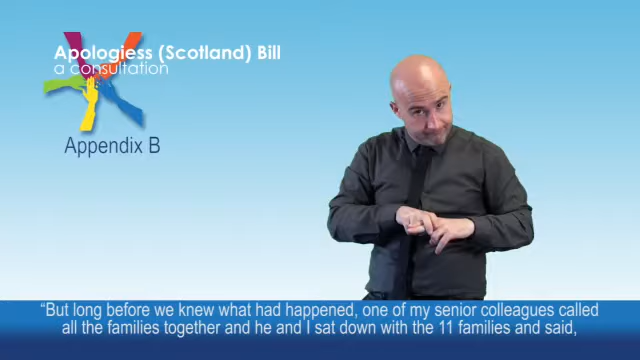 Apologiess (Scotland) Bill
a consultation
Appendix B
“But long before we knew what had happened, one of my senior colleagues called
all the families together and he and I sat down with the 11 families and said,